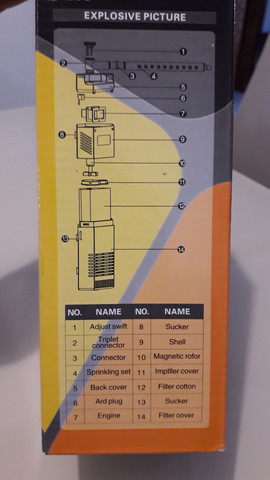 EXPLOSIVE PICTURE
1
2
3 4
5
6
7
8 9
10
11
12
13
14
NO. NAME NO. NAME
1 Adjust swift 8 Sucker
2 Triplet connector 9 Shell
3 Connector 10 Magnetic rofor
4 Sprinkling set 11 Imptller cover
5 Back cover 12 Filter cotton
6 Ard plug 13 Sucker
7 Engine 14 Filter cover